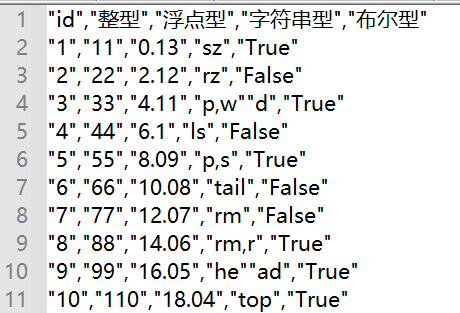 1 "id","整型","浮点型","字符串型","布尔型"
2 "1","11","0.13","sz","True"
3 "2","22","2.12","rz","False"
4 "3","33","4.11","p,w""d","True"
5 "4","44","6.1","ls","False"
6 "5","55","8.09","p,s","True"
7 "6","66","10.08","tail","False"
8 "7","77","12.07","rm","False"
9 "8","88","14.06","rm,r","True"
10 "9","99","16.05","he""ad","True"
11 "10","110","18.04","top","True"